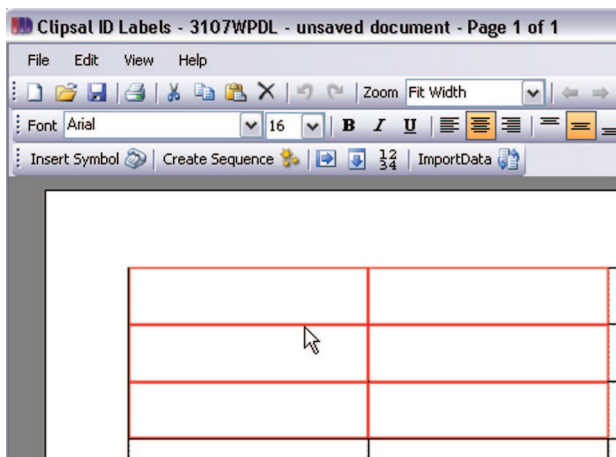 Clipsal ID Labels - 3107WPDL - unsaved document - Page 1 of 1
File Edit View Help
Zoom Fit Width
Font Arial 16 B I U
Insert Symbol Create Sequence 12 34 ImportData